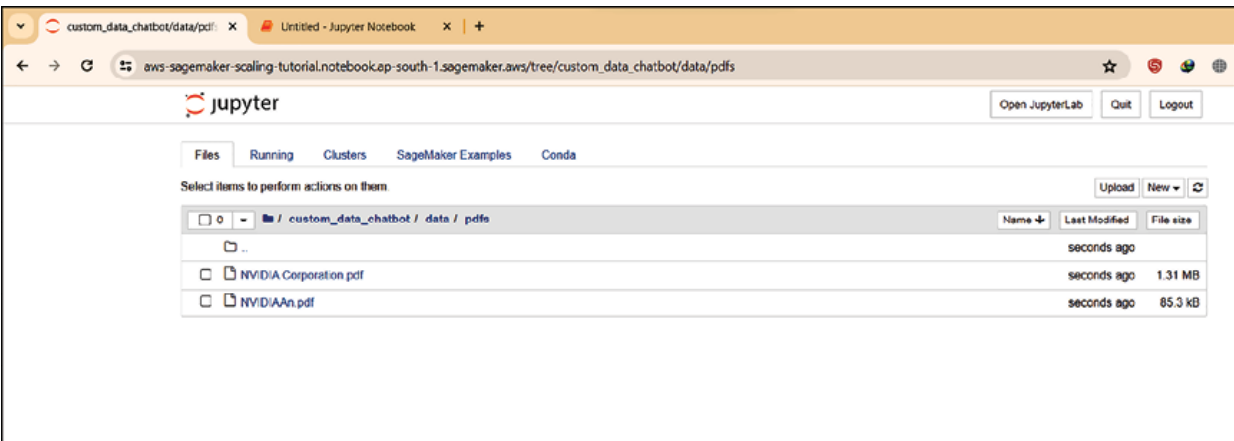 custom_data_chatbot/data/pdf:
Untitled - Jupyter Notebook
aws-sagemaker-scaling-tutorial.notebook.ap-south-1.sagemaker.aws/tree/custom_data_chatbot/data/pdfs
jupyter Open JupyterLab Quit Logout
Files Running Clusters SageMaker Examples Conda
Select items to perform actions on them. Upload New
0 / custom_data_chatbot / data / pdfs Name Last Modified File size
.. seconds ago
NVIDIA Corporation.pdf seconds ago 1.31 MB
NVIDIAAn.pdf seconds ago 85.3 kB